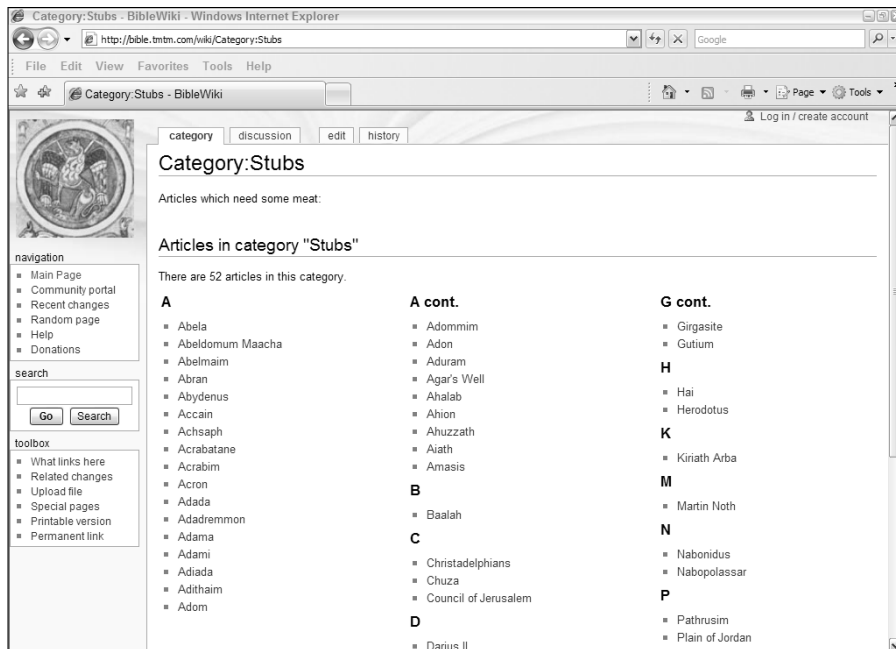 Category:Stubs - BibleWiki - Windows Internet Explorer
http://bible.tmtm.com/wiki/Category:Stubs
Google
File Edit View Favorites Tools Help
Category:Stubs - BibleWiki
Page Tools
Log in / create account
category discussion edit history
Category:Stubs
Articles which need some meat:
Articles in category "Stubs"
There are 52 articles in this category.
navigation
Main Page
Community portal
Recent changes
Random page
Help
Donations
search
Go Search
toolbox
What links here
Related changes
Upload file
Special pages
Printable version
Permanent link
A
Abela
Abeldomum Maacha
Abelmaim
Abran
Abydenus
Accain
Achsaph
Acrabatane
Acrabim
Acron
Adada
Adadremmon
Adama
Adami
Adiada
Adithaim
Adom
A cont.
Adommim
Adon
Aduram
Agar's Well
Ahalab
Ahion
Ahuzzath
Aiath
Amasis
B
Baalah
C
Christadelphians
Chuza
Council of Jerusalem
D
Darius II
G cont.
Girgasite
Gutium
H
Hai
Herodotus
K
Kiriath Arba
M
Martin Noth
N
Nabonidus
Nabopolassar
P
Pathrusim
Plain of Jordan